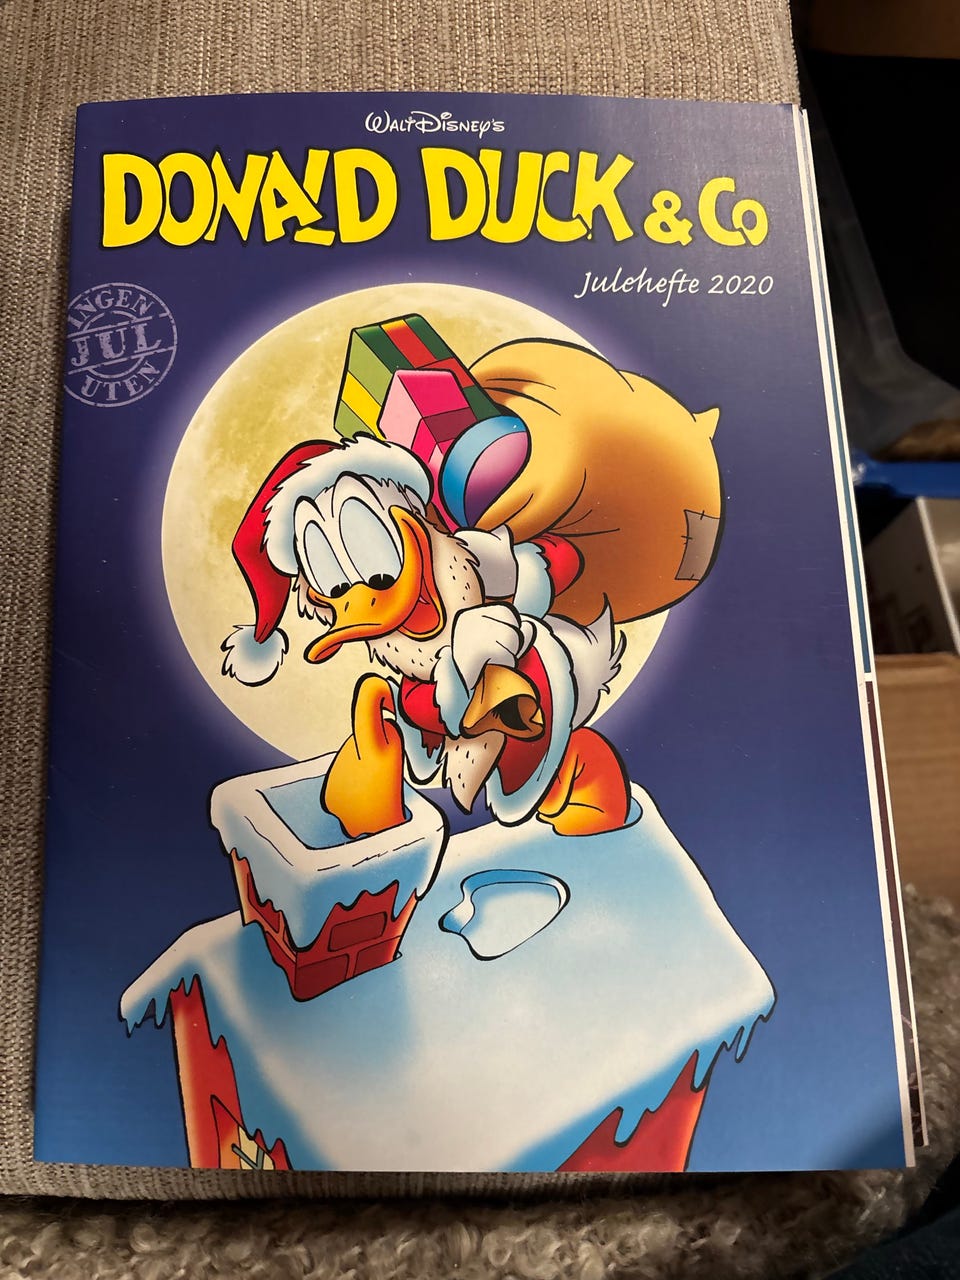 WALT DISNEY'S
DONALD DUCK & Co
Julehefte 2020
INGEN
JUL
UTEN